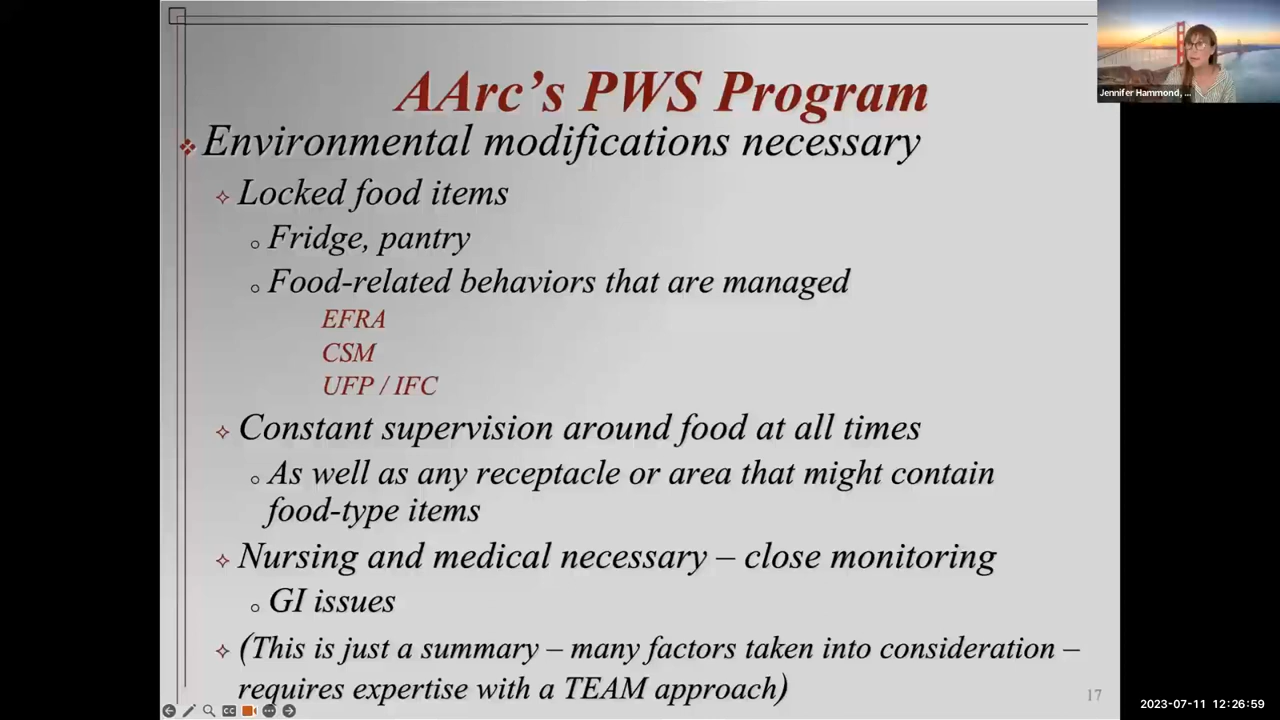 AArc's PWS Program
Environmental modifications necessary
Locked food items
Fridge, pantry
Food-related behaviors that are managed
EFRA
CSM
UFP / IFC
Constant supervision around food at all times
As well as any receptacle or area that might contain
food-type items
Nursing and medical necessary – close monitoring
GI issues
(This is just a summary – many factors taken into consideration –
requires expertise with a TEAM approach)
17
Jennifer Hammond, ...
CC
2023-07-11 12:26:59